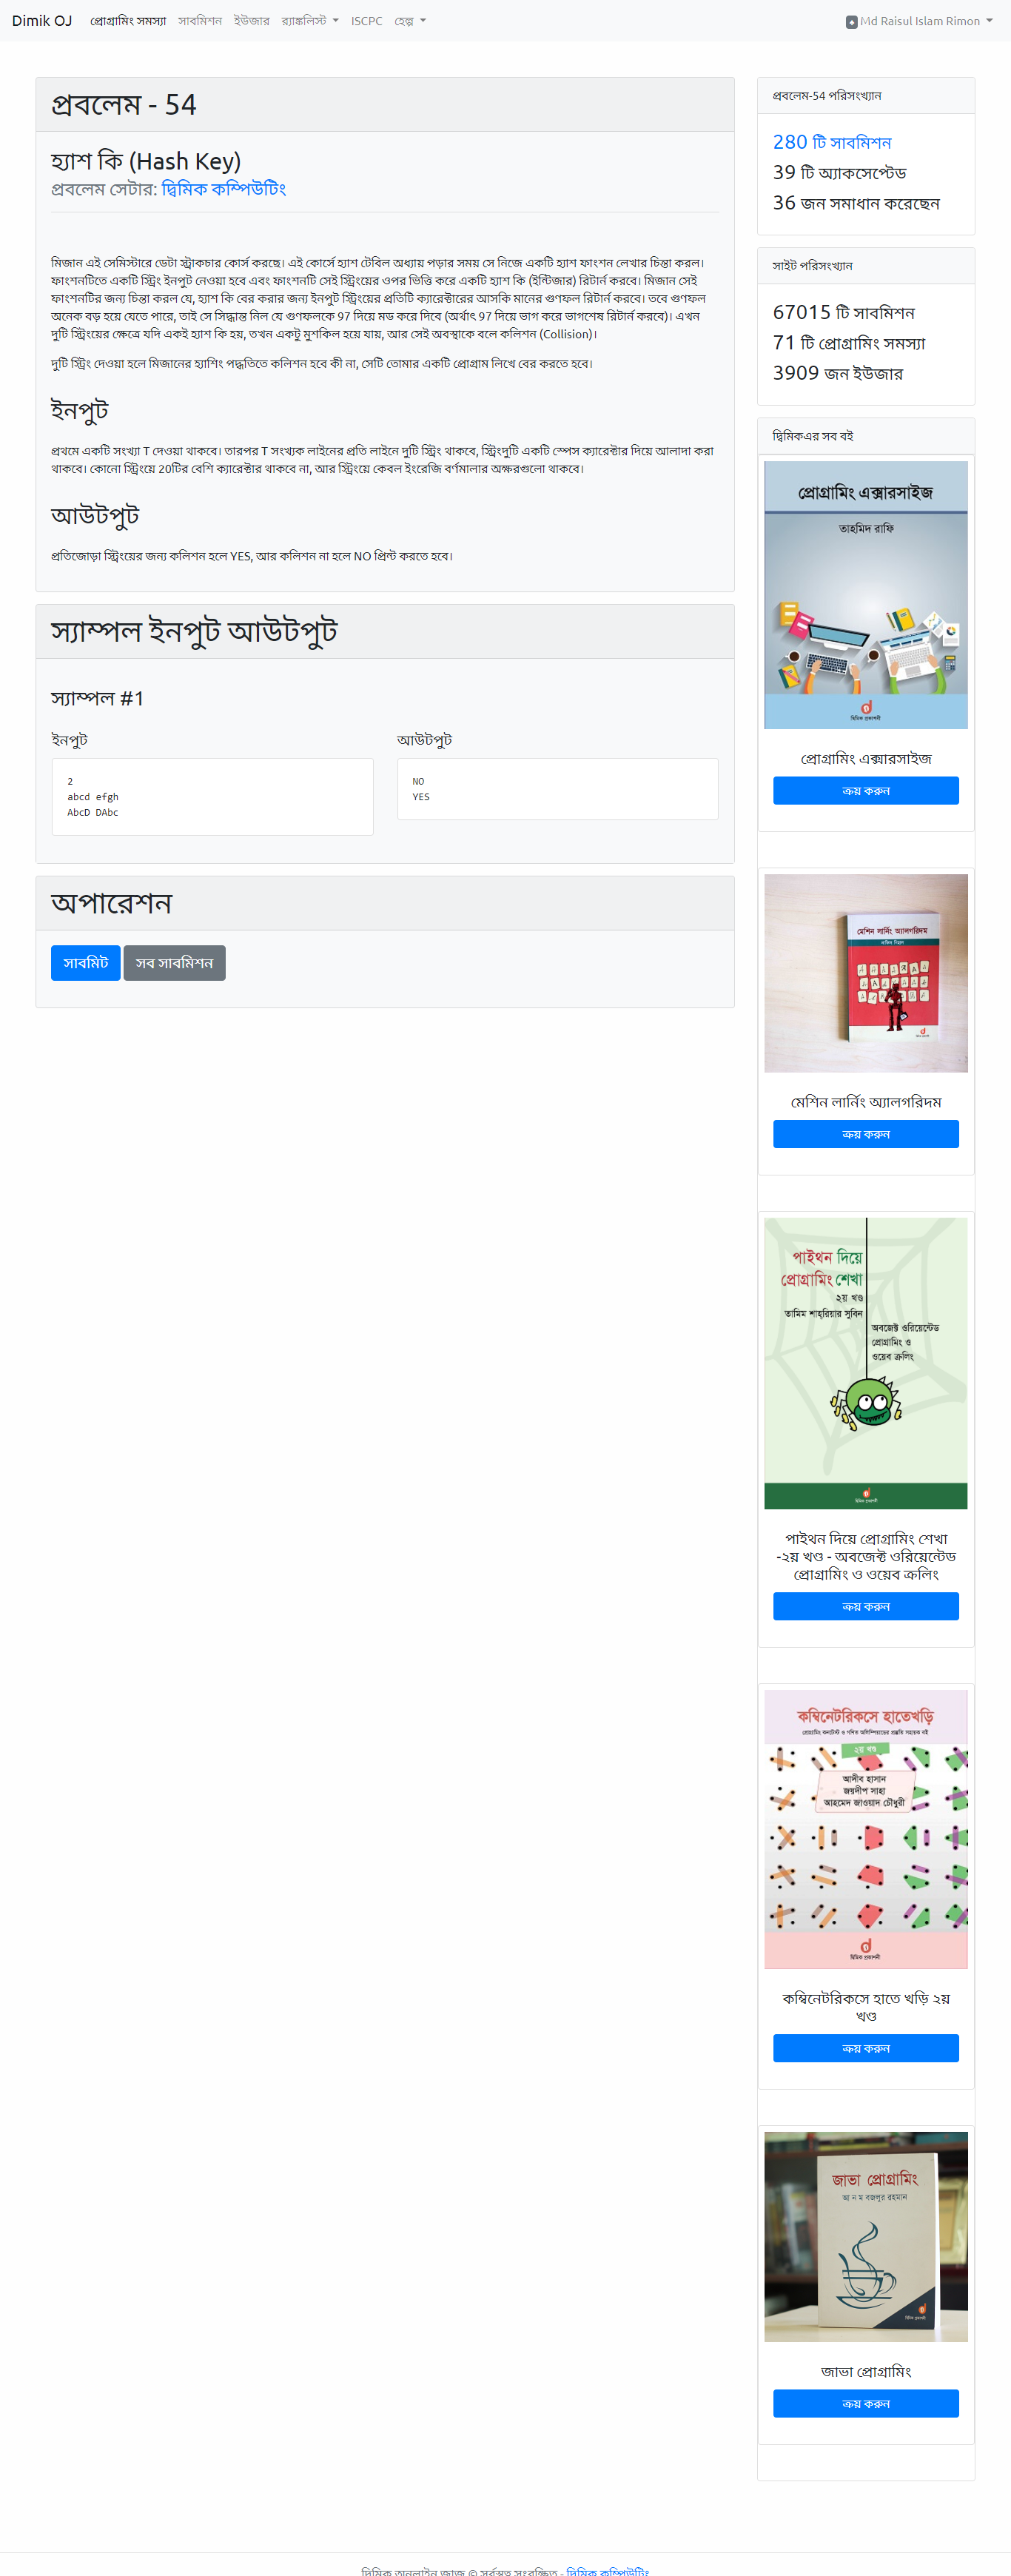 Dimik OJ প্রোগ্রামিং সমস্যা সাবমিশন ইউজার র‍্যাঙ্কলিস্ট ISCPC হেল্প Md Raisul Islam Rimon
প্রবলেম - 54
হ্যাশ কি (Hash Key)
প্রবলেম সেটার: দ্বিমিক কম্পিউটিং
মিজান এই সেমিস্টারে ডেটা স্ট্রাকচার কোর্স করছে। এই কোর্সে হ্যাশ টেবিল অধ্যায় পড়ার সময় সে নিজে একটি হ্যাশ ফাংশন লেখার চিন্তা করল।
ফাংশনটিতে একটি স্ট্রিং ইনপুট নেওয়া হবে এবং ফাংশনটি সেই স্ট্রিংয়ের ওপর ভিত্তি করে একটি হ্যাশ কি (ইন্টিজার) রিটার্ন করবে। মিজান সেই
ফাংশনটির জন্য চিন্তা করল যে, হ্যাশ কি বের করার জন্য ইনপুট স্ট্রিংয়ের প্রতিটি ক্যারেক্টারের আসকি মানের গুণফল রিটার্ন করবে। তবে গুণফল
অনেক বড় হয়ে যেতে পারে, তাই সে সিদ্ধান্ত নিল যে গুণফলকে 97 দিয়ে মড করে দিবে (অর্থাৎ 97 দিয়ে ভাগ করে ভাগশেষ রিটার্ন করবে)। এখন
দুটি স্ট্রিংয়ের ক্ষেত্রে যদি একই হ্যাশ কি হয়, তখন একটু মুশকিল হয়ে যায়, আর সেই অবস্থাকে বলে কলিশন (Collision)।
দুটি স্ট্রিং দেওয়া হলে মিজানের হ্যাশিং পদ্ধতিতে কলিশন হবে কী না, সেটি তোমার একটি প্রোগ্রাম লিখে বের করতে হবে।
ইনপুট
প্রথমে একটি সংখ্যা T দেওয়া থাকবে। তারপর T সংখ্যক লাইনের প্রতি লাইনে দুটি স্ট্রিং থাকবে, স্ট্রিংদুটি একটি স্পেস ক্যারেক্টার দিয়ে আলাদা করা
থাকবে। কোনো স্ট্রিংয়ে 20টির বেশি ক্যারেক্টার থাকবে না, আর স্ট্রিংয়ে কেবল ইংরেজি বর্ণমালার অক্ষরগুলো থাকবে।
আউটপুট
প্রতিজোড়া স্ট্রিংয়ের জন্য কলিশন হলে YES, আর কলিশন না হলে NO প্রিন্ট করতে হবে।
স্যাম্পল ইনপুট আউটপুট
স্যাম্পল #1
ইনপুট
2
abcd efgh
AbcD DAbc
আউটপুট
NO
YES
অপারেশন
সাবমিট সব সাবমিশন
প্রবলেম-54 পরিসংখ্যান
280 টি সাবমিশন
39 টি অ্যাকসেপ্টেড
36 জন সমাধান করেছেন
সাইট পরিসংখ্যান
67015 টি সাবমিশন
71 টি প্রোগ্রামিং সমস্যা
3909 জন ইউজার
দ্বিমিকএর সব বই
প্রোগ্রামিং এক্সারসাইজ
তাহমিদ রাফি
দ্বিমিক প্রকাশনী
প্রোগ্রামিং এক্সারসাইজ
ক্রয় করুন
মেশিন লার্নিং অ্যালগরিদম
মেশিন লার্নিং অ্যালগরিদম
ক্রয় করুন
পাইথন দিয়ে
প্রোগ্রামিং শেখা
২য় খণ্ড
তামিম শাহ্‌রিয়ার সুবিন
অবজেক্ট ওরিয়েন্টেড
প্রোগ্রামিং ও
ওয়েব ক্রলিং
দ্বিমিক প্রকাশনী
পাইথন দিয়ে প্রোগ্রামিং শেখা
-২য় খণ্ড - অবজেক্ট ওরিয়েন্টেড
প্রোগ্রামিং ও ওয়েব ক্রলিং
ক্রয় করুন
কম্বিনেটরিকসে হাতেখড়ি
প্রোগ্রামিং কনটেস্ট ও গণিত অলিম্পিয়াডের প্রস্তুতি সহায়ক বই
২য় খণ্ড
আদীব হাসান
জয়দীপ সাহা
আহমেদ জাওয়াদ চৌধুরী
দ্বিমিক প্রকাশনী
কম্বিনেটরিকসে হাতে খড়ি ২য়
খণ্ড
ক্রয় করুন
জাভা প্রোগ্রামিং
আ ন ম বজলুর রহমান
জাভা প্রোগ্রামিং
ক্রয় করুন
দ্বিমিক অনলাইন জাজ © সর্বস্বত্ত্ব সংরক্ষিত - দ্বিমিক কম্পিউটিং